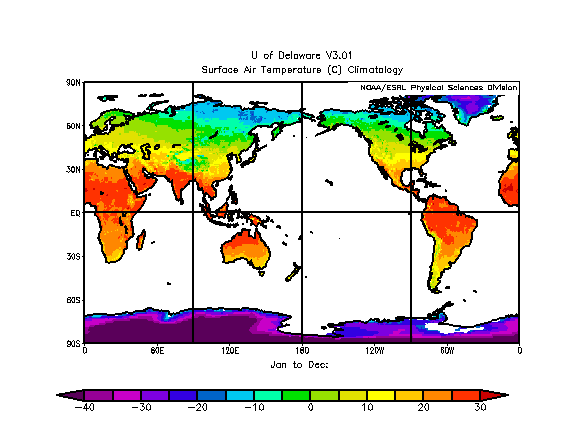 U of Delaware V3.01
Surface Air Temperature (C) Climatology
NOAA/ESRL Physical Sciences Division
90N
60N
30N
EQ
30S
60S
90S
0 60E 120E 180 120W 60W 0
Jan to Dec:
-40 -30 -20 -10 0 10 20 30